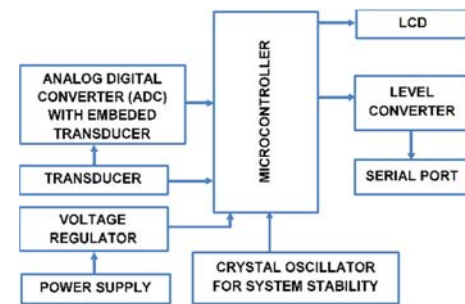 LCD
ANALOG DIGITAL
CONVERTER (ADC)
WITH EMBEDED
TRANSDUCER
MICROCONTROLLER
LEVEL
CONVERTER
TRANSDUCER
SERIAL PORT
VOLTAGE
REGULATOR
POWER SUPPLY
CRYSTAL OSCILLATOR
FOR SYSTEM STABILITY